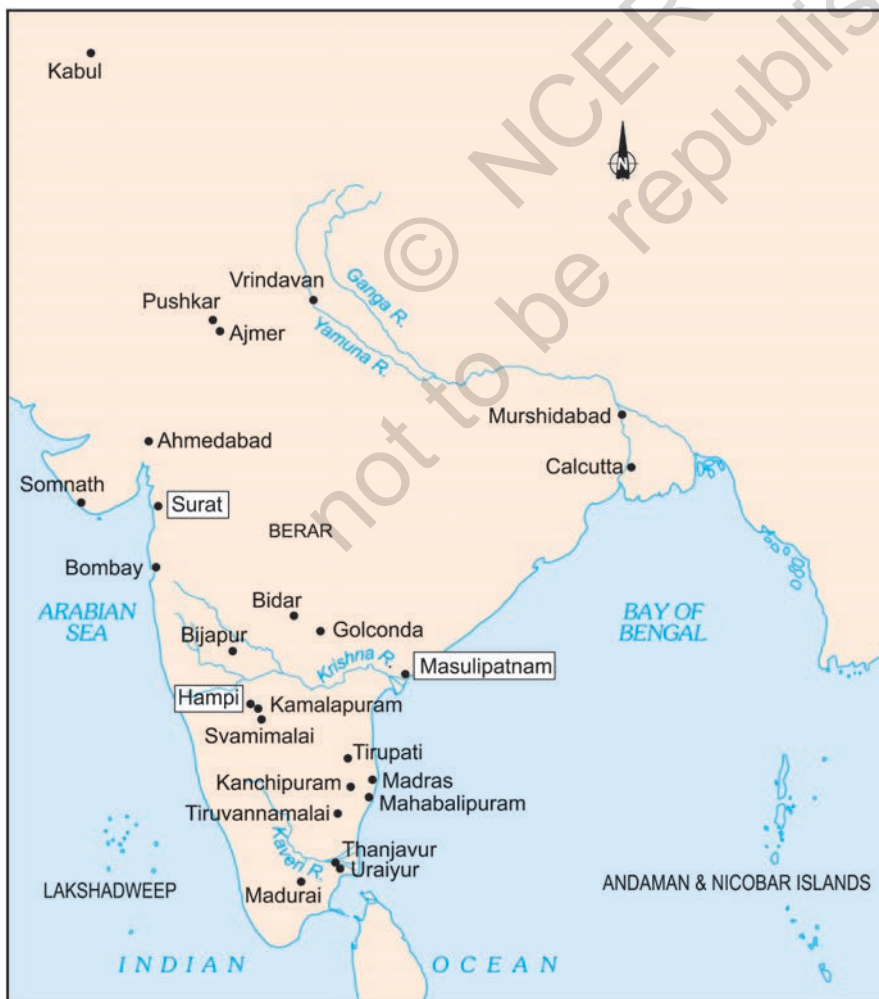 © NCER
not to be republis
Kabul
N
Vrindavan
Ganga R.
Pushkar
Ajmer
Yamuna R.
Murshidabad
Ahmedabad
Calcutta
Somnath
Surat
BERAR
Bombay
Bidar
ARABIAN
SEA
BAY OF
BENGAL
Golconda
Bijapur
Krishna R.
Masulipatnam
Hampi
Kamalapuram
Svamimalai
Tirupati
Kanchipuram
Madras
Mahabalipuram
Tiruvannamalai
Kaveri R.
Thanjavur
Uraiyur
LAKSHADWEEP
Madurai
ANDAMAN & NICOBAR ISLANDS
INDIAN OCEAN